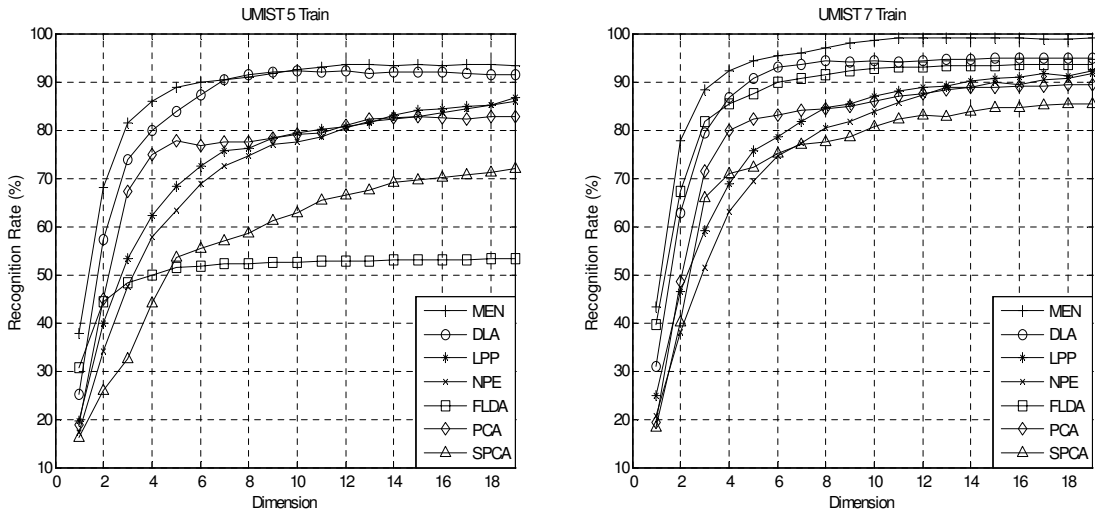 UMIST 5 Train
100
90
80
70
60
50
40
30
20
10
Recognition Rate (%)
0 2 4 6 8 10 12 14 16 18
Dimension
MEN
DLA
LPP
NPE
FLDA
PCA
SPCA
UMIST 7 Train
100
90
80
70
60
50
40
30
20
10
Recognition Rate (%)
0 2 4 6 8 10 12 14 16 18
Dimension
MEN
DLA
LPP
NPE
FLDA
PCA
SPCA